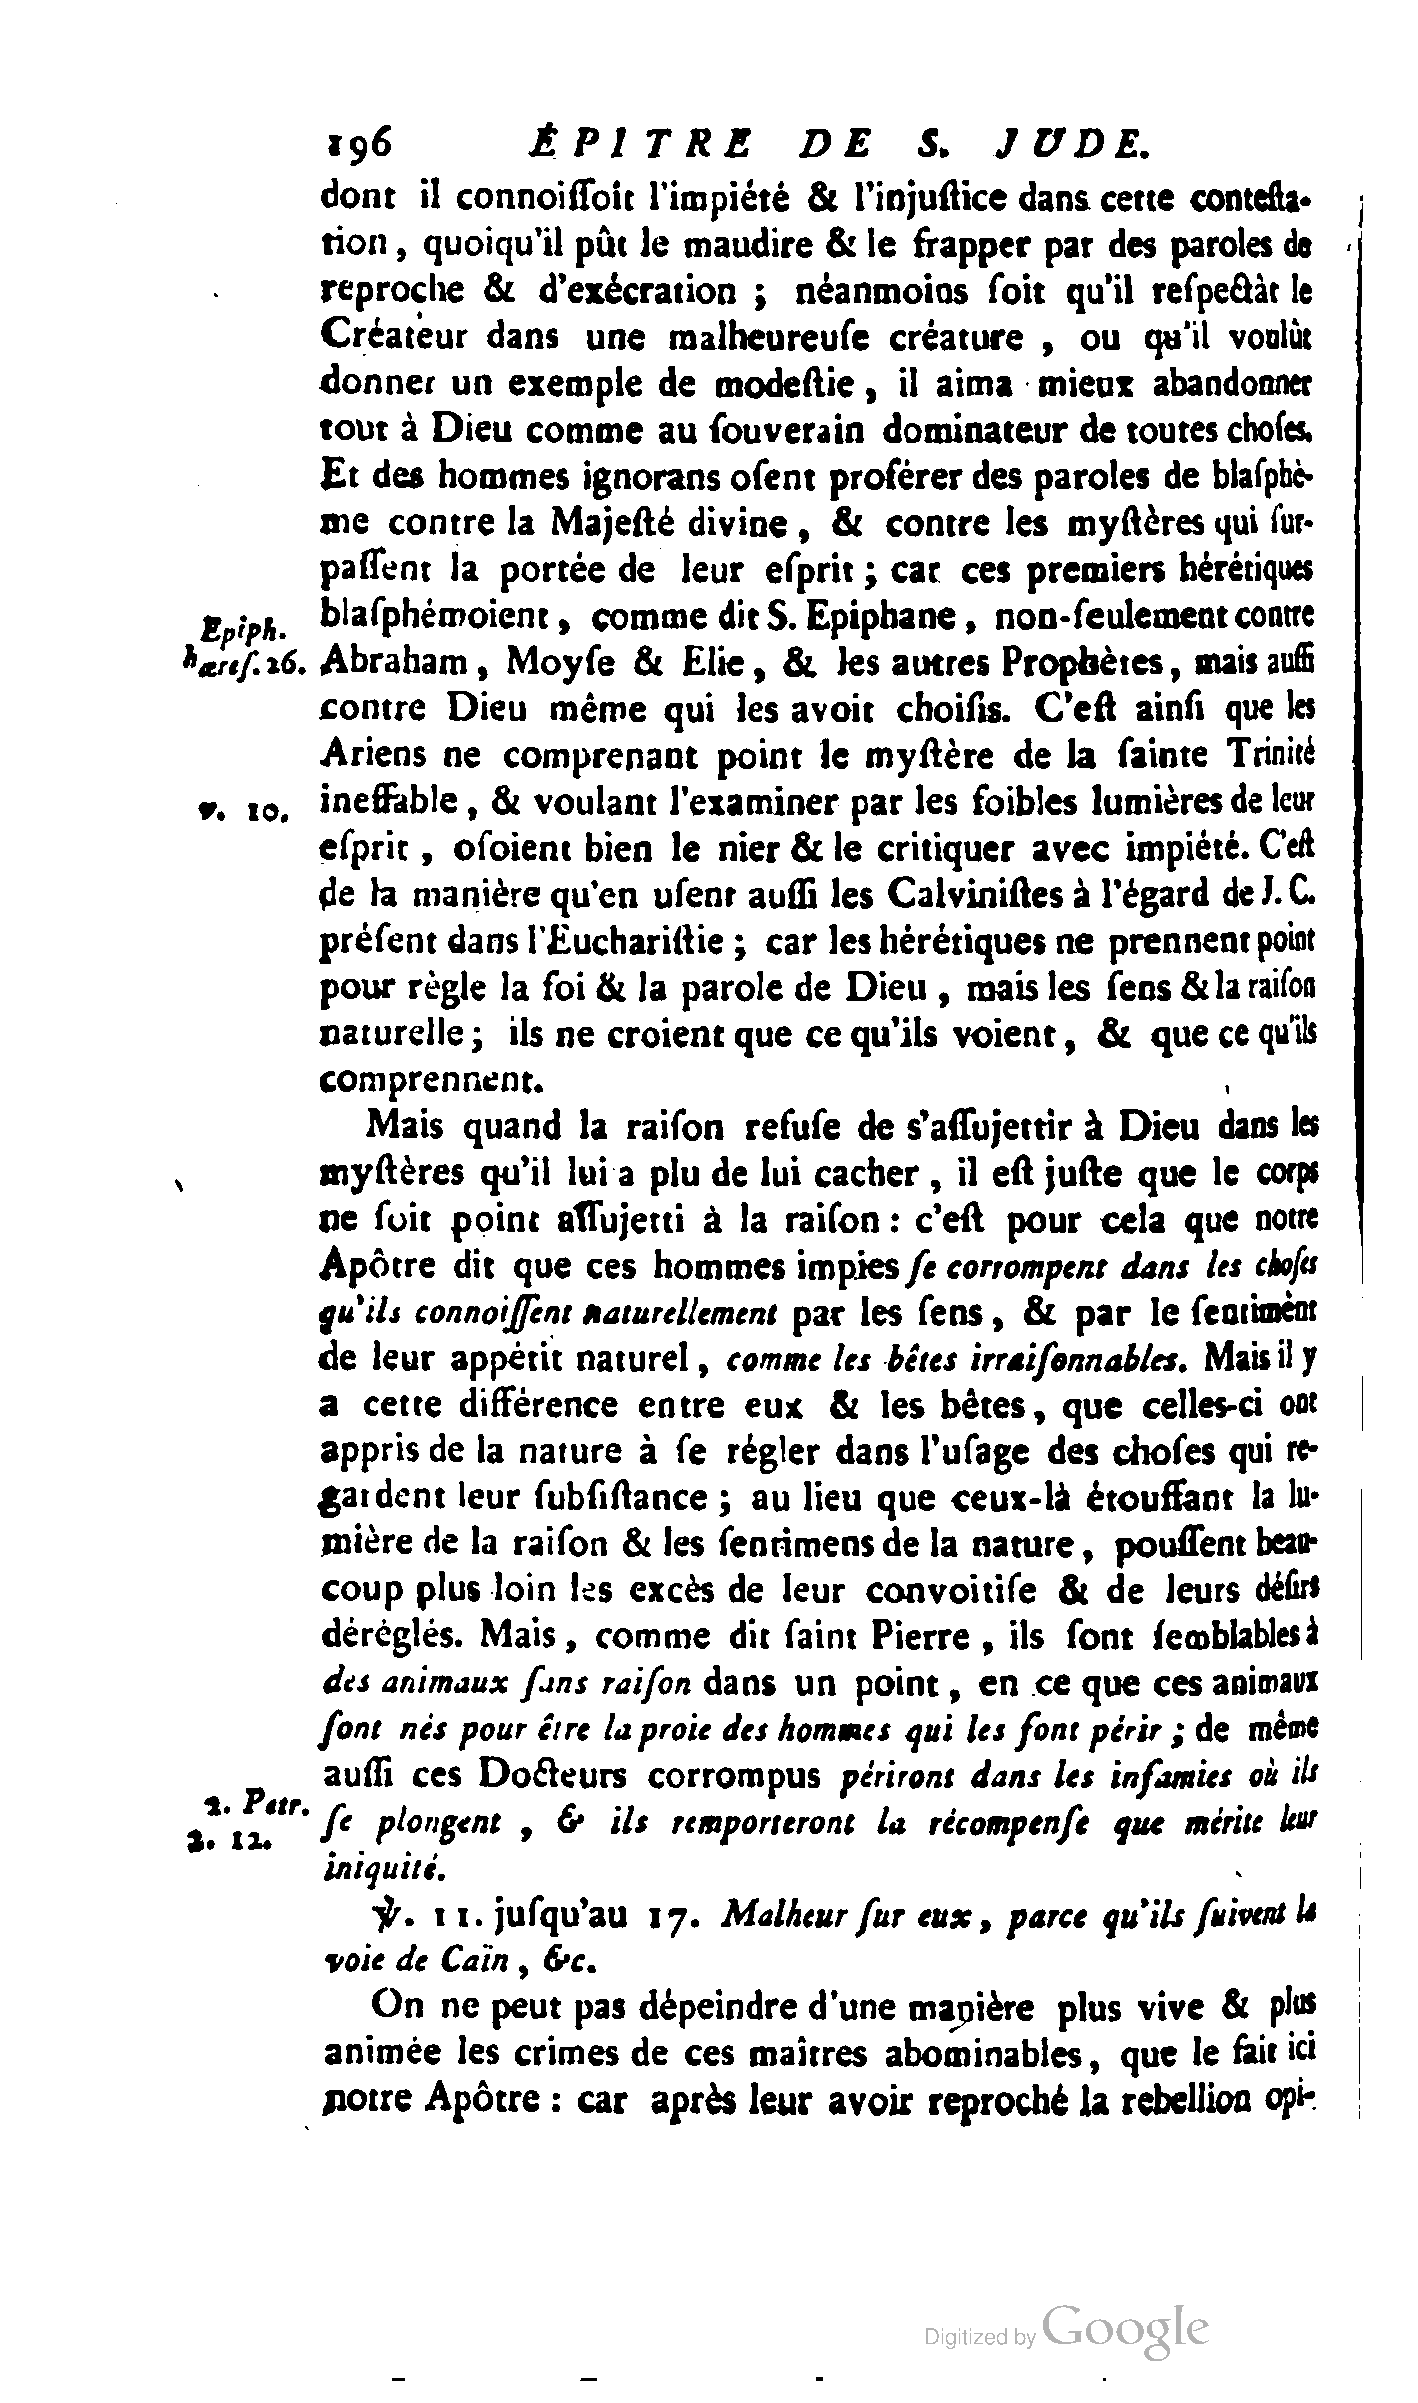 196 ÉPITRE DE S. JUDE.
dont il connoiſſoit l'impiété & l'injuſtice dans cette conteſta-
tion, quoiqu'il pût le maudire & le frapper par des paroles de
reproche & d'exécration ; néanmoins ſoit qu'il reſpectât le
Créateur dans une malheureuſe créature, ou qu'il voulût
donner un exemple de modeſtie, il aima mieux abandonner
tout à Dieu comme au ſouverain dominateur de toutes choſes.
Et des hommes ignorans oſent proférer des paroles de blaſphè-
me contre la Majeſté divine, & contre les myſtères qui ſur-
paſſent la portée de leur eſprit ; car ces premiers hérétiques
Epiph.
hæreſ. 26.
blaſphémoient, comme dit S. Epiphane, non-ſeulement contre
Abraham, Moyſe & Elie, & les autres Prophètes, mais auſſi
contre Dieu même qui les avoit choiſis. C'eſt ainſi que les
Ariens ne comprenant point le myſtère de la ſainte Trinité
v. 10.
ineffable, & voulant l'examiner par les foibles lumières de leur
eſprit, oſoient bien le nier & le critiquer avec impiété. C'eſt
de la manière qu'en uſent auſſi les Calviniſtes à l'égard de J. C.
préſent dans l'Euchariſtie ; car les hérétiques ne prennent point
pour règle la foi & la parole de Dieu, mais les ſens & la raiſon
naturelle ; ils ne croient que ce qu'ils voient, & que ce qu'ils
comprennent.
Mais quand la raiſon refuſe de s'aſſujettir à Dieu dans les
myſtères qu'il lui a plu de lui cacher, il eſt juſte que le corps
ne ſoit point aſſujetti à la raiſon : c'eſt pour cela que notre
Apôtre dit que ces hommes impies ſe corrompent dans les choſes
qu'ils connoiſſent naturellement par les ſens, & par le ſentiment
de leur appétit naturel, comme les bêtes irraiſonnables. Mais il y
a cette différence entre eux & les bêtes, que celles-ci ont
appris de la nature à ſe régler dans l'uſage des choſes qui re-
gardent leur ſubſiſtance ; au lieu que ceux-là étouffant la lu-
mière de la raiſon & les ſentimens de la nature, pouſſent beau-
coup plus loin les excès de leur convoitiſe & de leurs déſirs
déréglés. Mais, comme dit ſaint Pierre, ils ſont ſemblables à
des animaux ſans raiſon dans un point, en ce que ces animaux
ſont nés pour être la proie des hommes qui les font périr ; de même
auſſi ces Docteurs corrompus périront dans les infamies où ils
2. Petr.
2. 12.
ſe plongent, & ils remporteront la récompenſe que mérite leur
iniquité.
℣. 11. juſqu'au 17. Malheur ſur eux, parce qu'ils ſuivent la
voie de Caïn, &c.
On ne peut pas dépeindre d'une manière plus vive & plus
animée les crimes de ces maîtres abominables, que le fait ici
notre Apôtre : car après leur avoir reproché la rebellion opi-
Digitized by Google